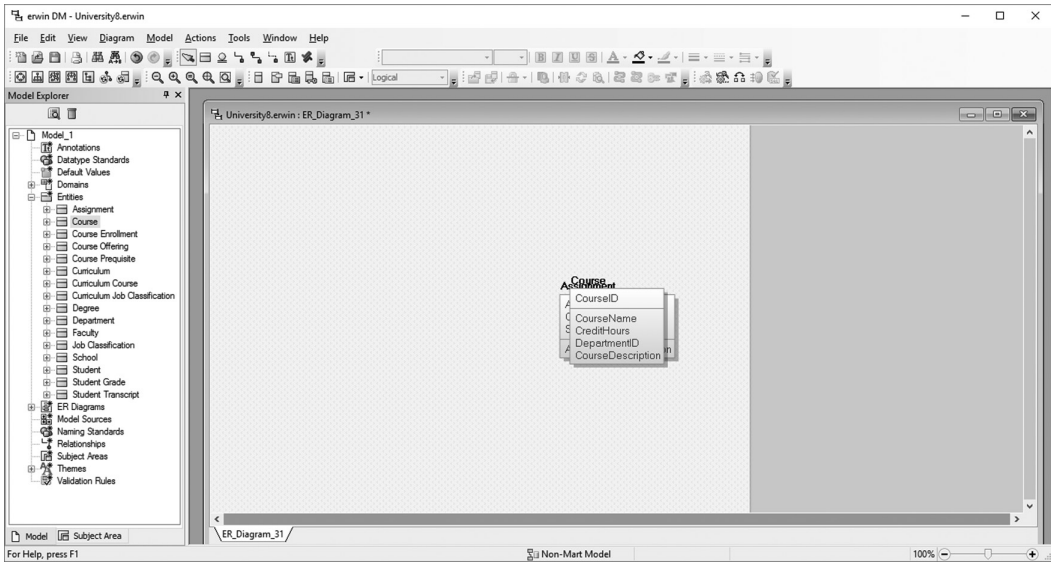 erwin DM - University8.erwin
File Edit View Diagram Model Actions Tools Window Help
Logical
Model Explorer
University8.erwin : ER_Diagram_31 *
Model_1
Annotations
Datatype Standards
Default Values
Domains
Entities
Assignment
Course
Course Enrollment
Course Offering
Course Prequisite
Curriculum
Curriculum Course
Curriculum Job Classification
Degree
Department
Faculty
Job Classification
School
Student
Student Grade
Student Transcript
ER Diagrams
Model Sources
Naming Standards
Relationships
Subject Areas
Themes
Validation Rules
Course
Assignment
CourseID
CourseName
CreditHours
DepartmentID
CourseDescription
Model Subject Area
ER_Diagram_31
For Help, press F1
Non-Mart Model
100%